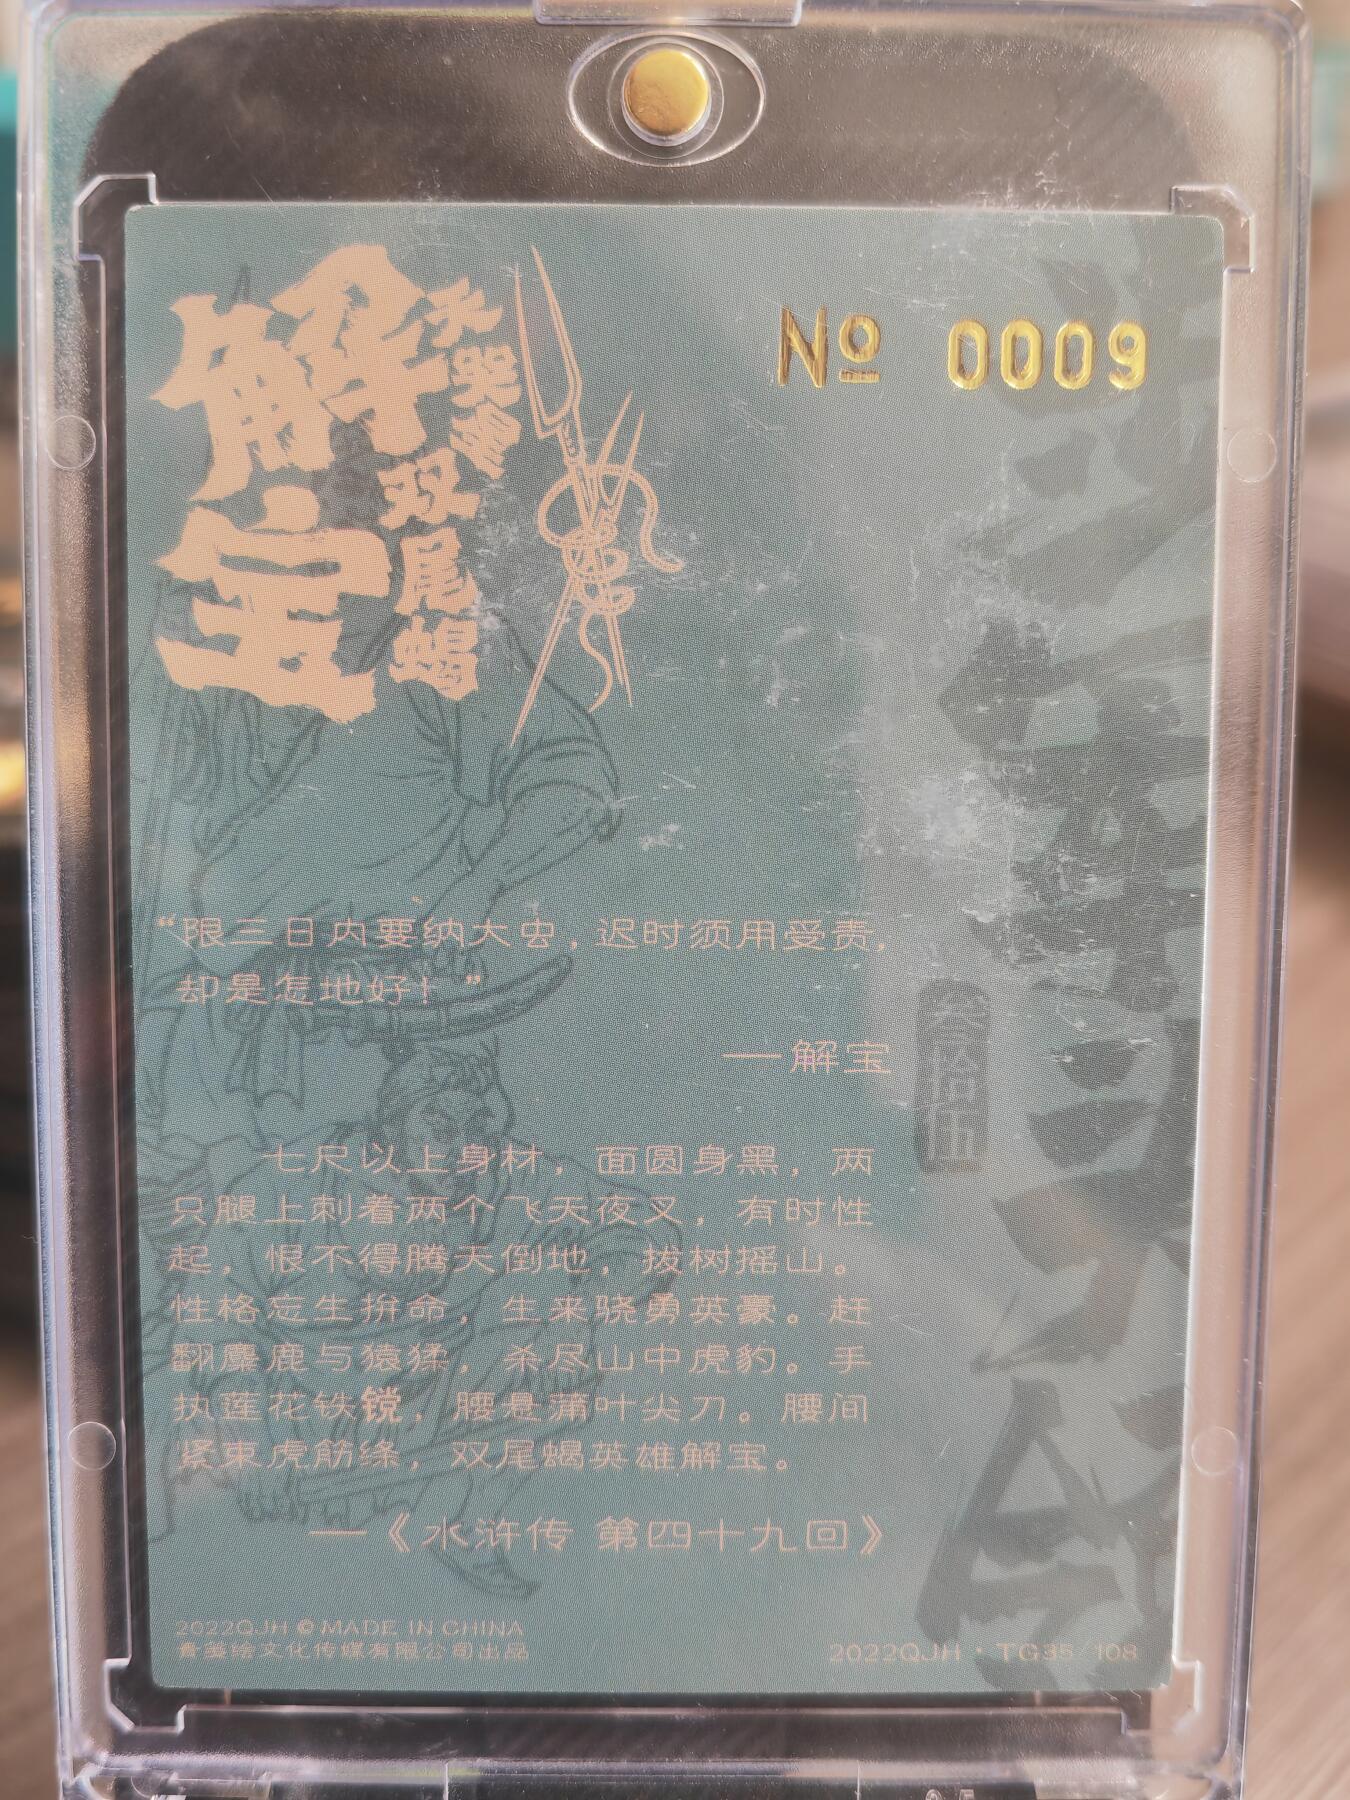 解宝
天哭星
双尾蝎
№ 0009
“限三日内要纳大虫，迟时须用受责，
却是怎地好！”
—解宝
叁拾伍
七尺以上身材，面圆身黑，两
只腿上刺着两个飞天夜叉，有时性
起，恨不得腾天倒地，拔树摇山。
性格忘生拚命，生来骁勇英豪。赶
翻麋鹿与猿猱，杀尽山中虎豹。手
执莲花铁镋，腰悬蒲叶尖刀。腰间
紧束虎筋绦，双尾蝎英雄解宝。
—《水浒传 第四十九回》
2022QJH © MADE IN CHINA
青姜绘文化传媒有限公司出品
2022QJH · TG35/108